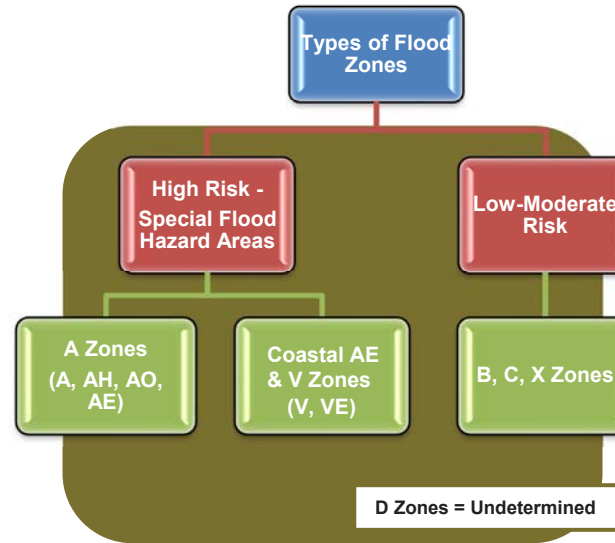 Types of Flood
Zones
High Risk -
Special Flood
Hazard Areas
Low-Moderate
Risk
A Zones
(A, AH, AO,
AE)
Coastal AE
& V Zones
(V, VE)
B, C, X Zones
D Zones = Undetermined